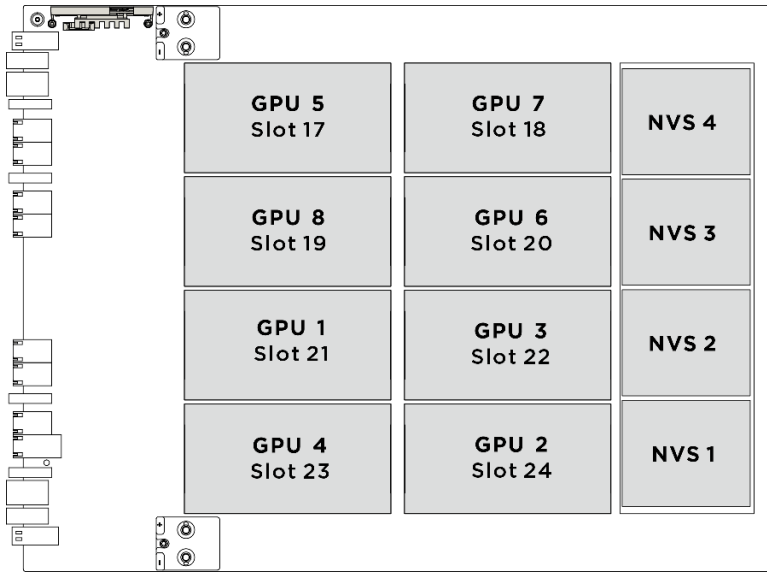 GPU 5
Slot 17
GPU 7
Slot 18
NVS 4
GPU 8
Slot 19
GPU 6
Slot 20
NVS 3
GPU 1
Slot 21
GPU 3
Slot 22
NVS 2
GPU 4
Slot 23
GPU 2
Slot 24
NVS 1